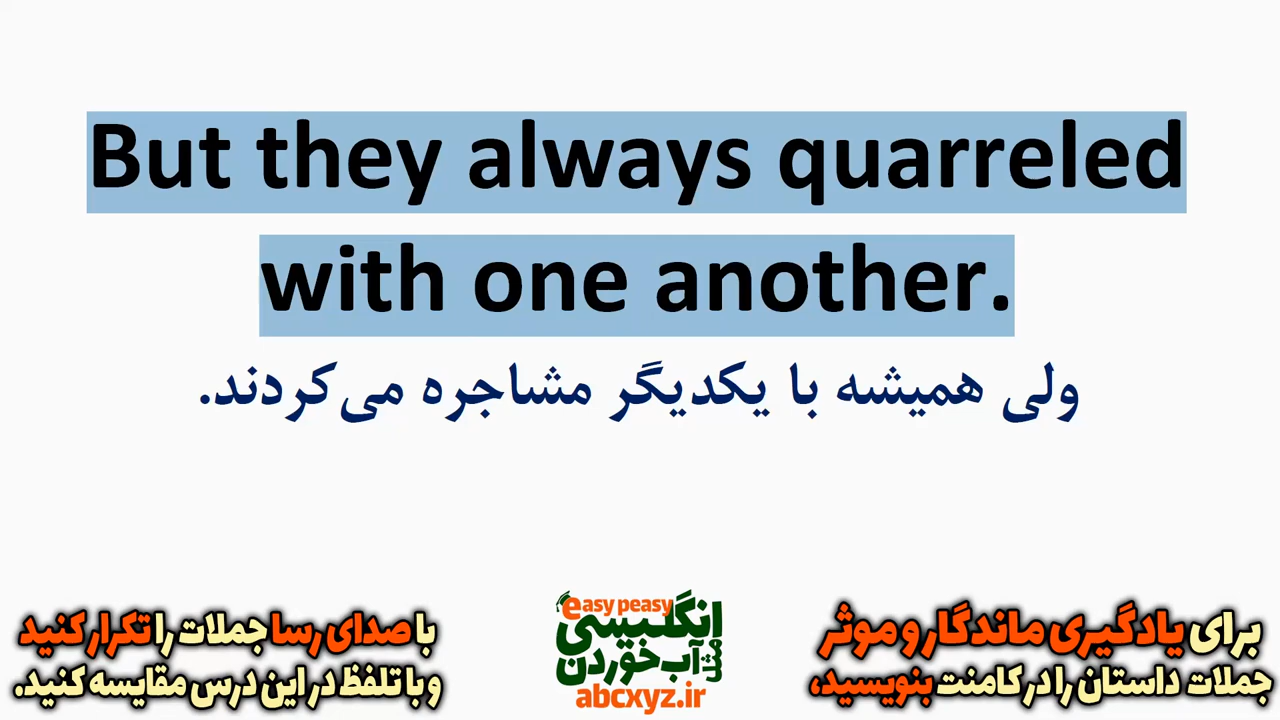 But they always quarreled
with one another.
ولی همیشه با یکدیگر مشاجره می‌کردند.
برای یادگیری ماندگار و موثر
جملات داستان را در کامنت بنویسید،
easy peasy
انگلیسی
مثل آب خوردن
abcxyz.ir
با صدای رسا جملات را تکرار کنید
و با تلفظ در این درس مقایسه کنید.